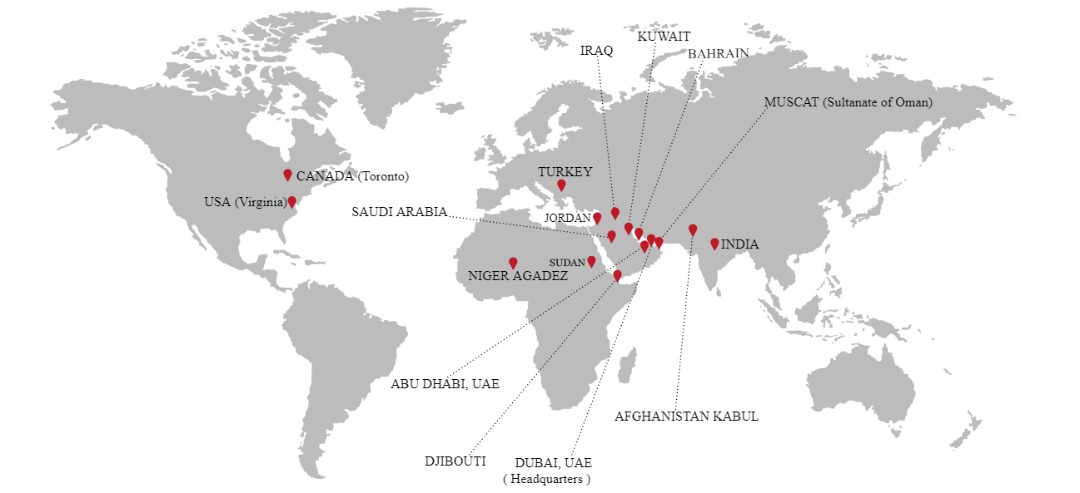 KUWAIT
IRAQ
BAHRAIN
MUSCAT (Sultanate of Oman)
TURKEY
CANADA (Toronto)
USA (Virginia)
SAUDI ARABIA
JORDAN
INDIA
SUDAN
NIGER AGADEZ
ABU DHABI, UAE
AFGHANISTAN KABUL
DJIBOUTI
DUBAI, UAE
( Headquarters )